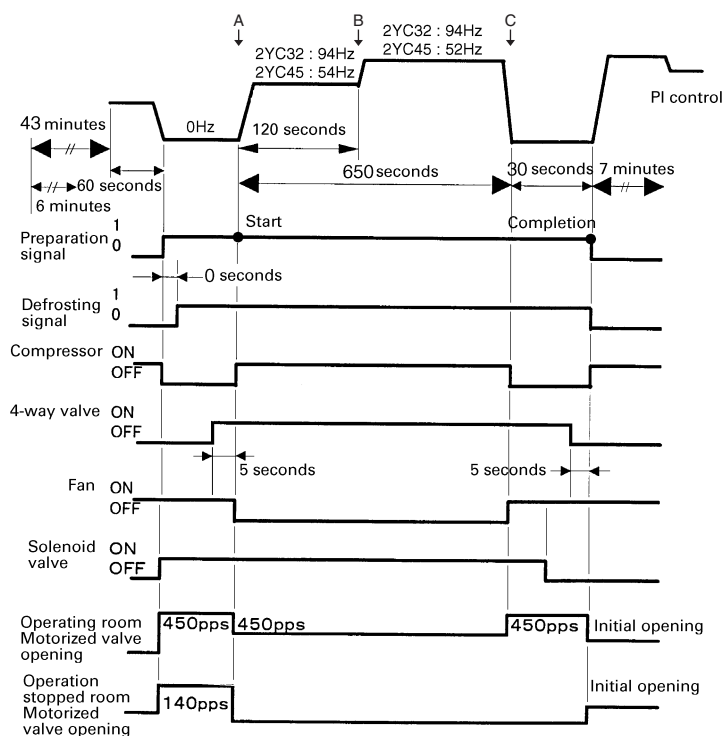 A B C
2YC32 : 94Hz
2YC45 : 54Hz
2YC32 : 94Hz
2YC45 : 52Hz
PI control
0Hz
43 minutes
120 seconds
60 seconds
6 minutes
650 seconds
30 seconds
7 minutes
Start
Completion
Preparation signal
1
0
0 seconds
Defrosting signal
1
0
Compressor ON
OFF
4-way valve ON
OFF
5 seconds
5 seconds
Fan ON
OFF
Solenoid valve
ON
OFF
Operating room
Motorized valve
opening
450pps
450pps
450pps
Initial opening
Operation
stopped room
Motorized
valve opening
140pps
Initial opening